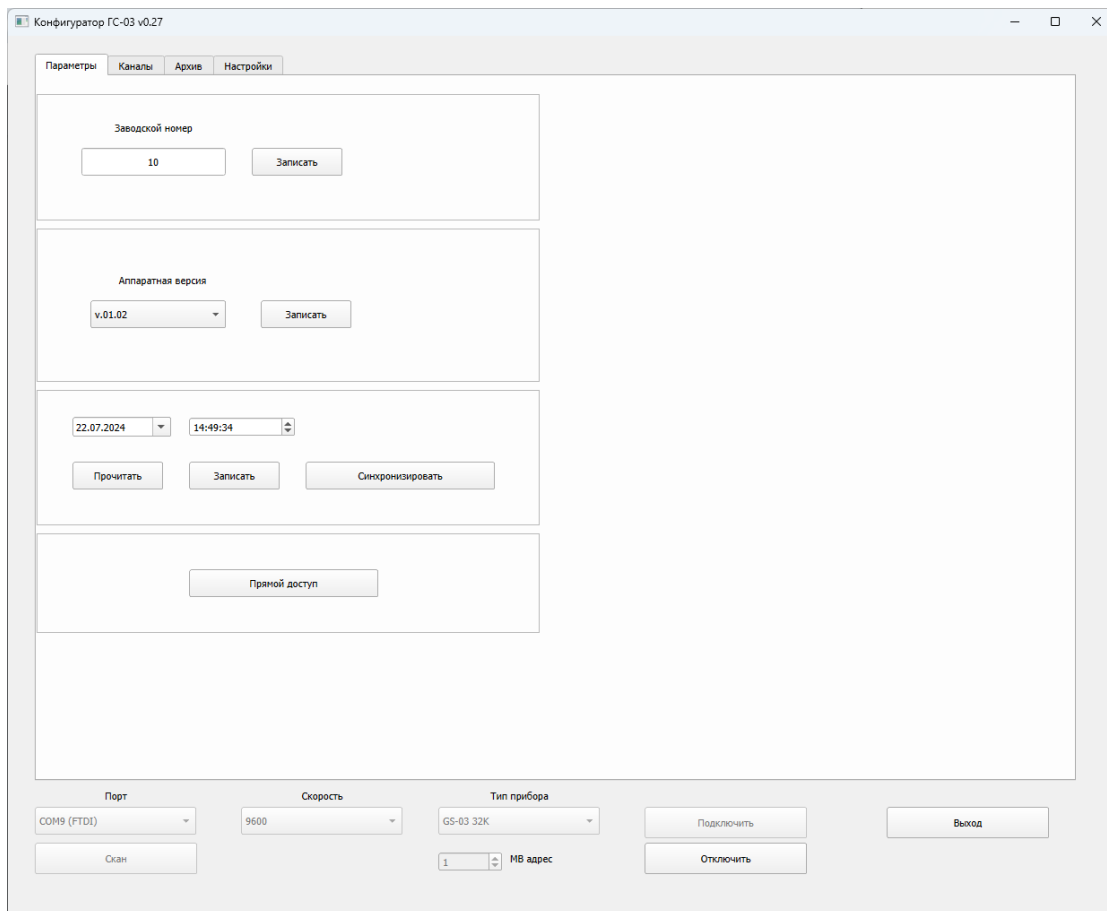 Конфигуратор ГС-03 v0.27
Параметры Каналы Архив Настройки
Заводской номер
10 Записать
Аппаратная версия
v.01.02 Записать
22.07.2024 14:49:34
Прочитать Записать Синхронизировать
Прямой доступ
Порт Скорость Тип прибора
COM9 (FTDI) 9600 GS-03 32K Подключить Выход
Скан 1 МВ адрес Отключить